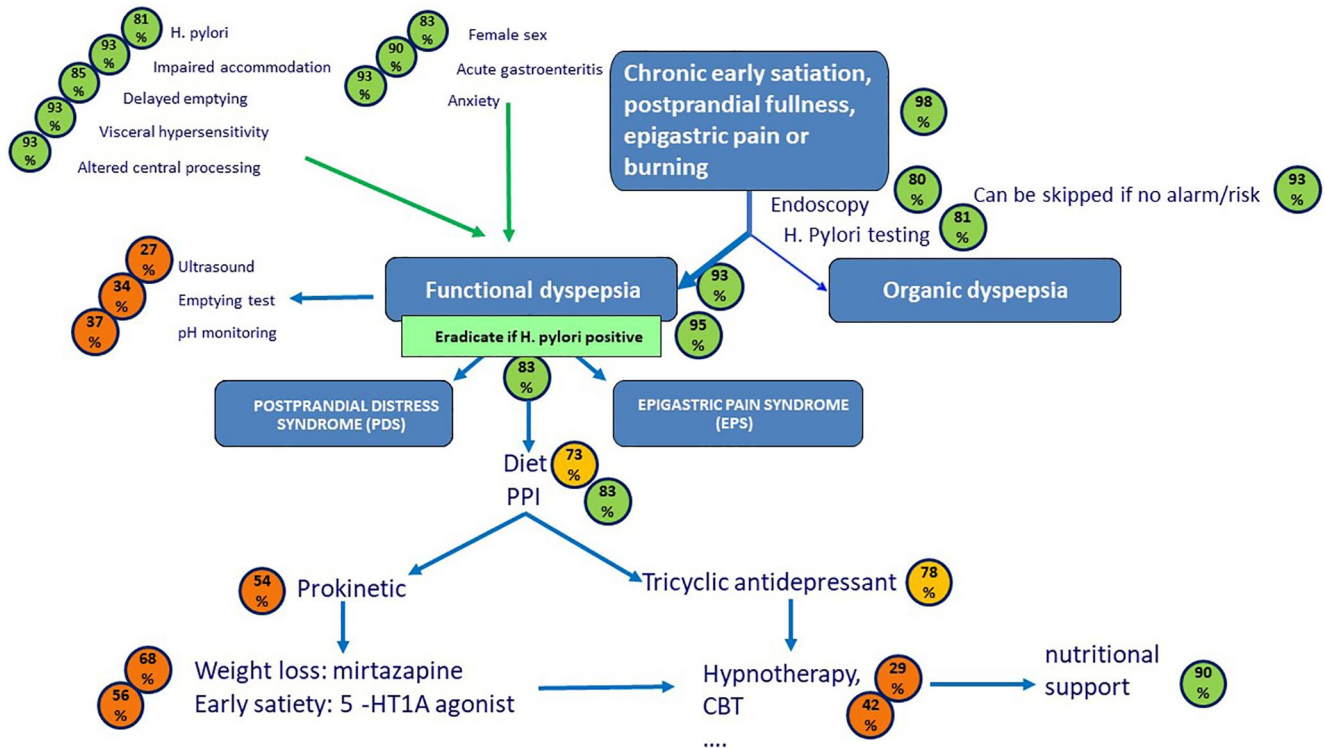 81
%
H. pylori
93
%
Impaired accommodation
85
%
Delayed emptying
93
%
Visceral hypersensitivity
93
%
Altered central processing
83
%
Female sex
90
%
Acute gastroenteritis
93
%
Anxiety
Chronic early satiation,
postprandial fullness,
epigastric pain or
burning
98
%
Endoscopy
80
%
Can be skipped if no alarm/risk
93
%
H. Pylori testing
81
%
27
%
Ultrasound
34
%
Emptying test
37
%
pH monitoring
Functional dyspepsia
93
%
Organic dyspepsia
Eradicate if H. pylori positive
95
%
83
%
POSTPRANDIAL DISTRESS
SYNDROME (PDS)
EPIGASTRIC PAIN SYNDROME
(EPS)
Diet
73
%
PPI
83
%
54
%
Prokinetic
Tricyclic antidepressant
78
%
68
%
Weight loss: mirtazapine
56
%
Early satiety: 5 -HT1A agonist
Hypnotherapy,
29
%
CBT
42
%
....
nutritional
support
90
%